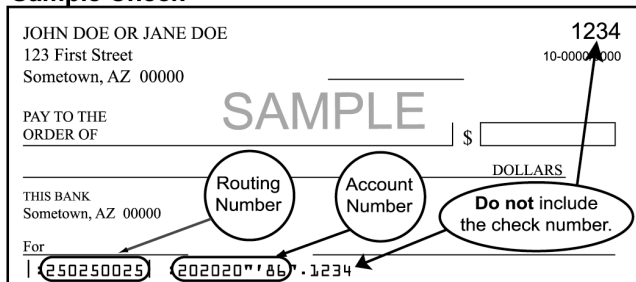 JOHN DOE OR JANE DOE
1234
123 First Street
10-0000/0000
Sometown, AZ 00000
SAMPLE
PAY TO THE
ORDER OF
$
DOLLARS
THIS BANK
Sometown, AZ 00000
Routing
Number
Account
Number
Do not include
the check number.
For
|:250250025| :202020"'86".1234